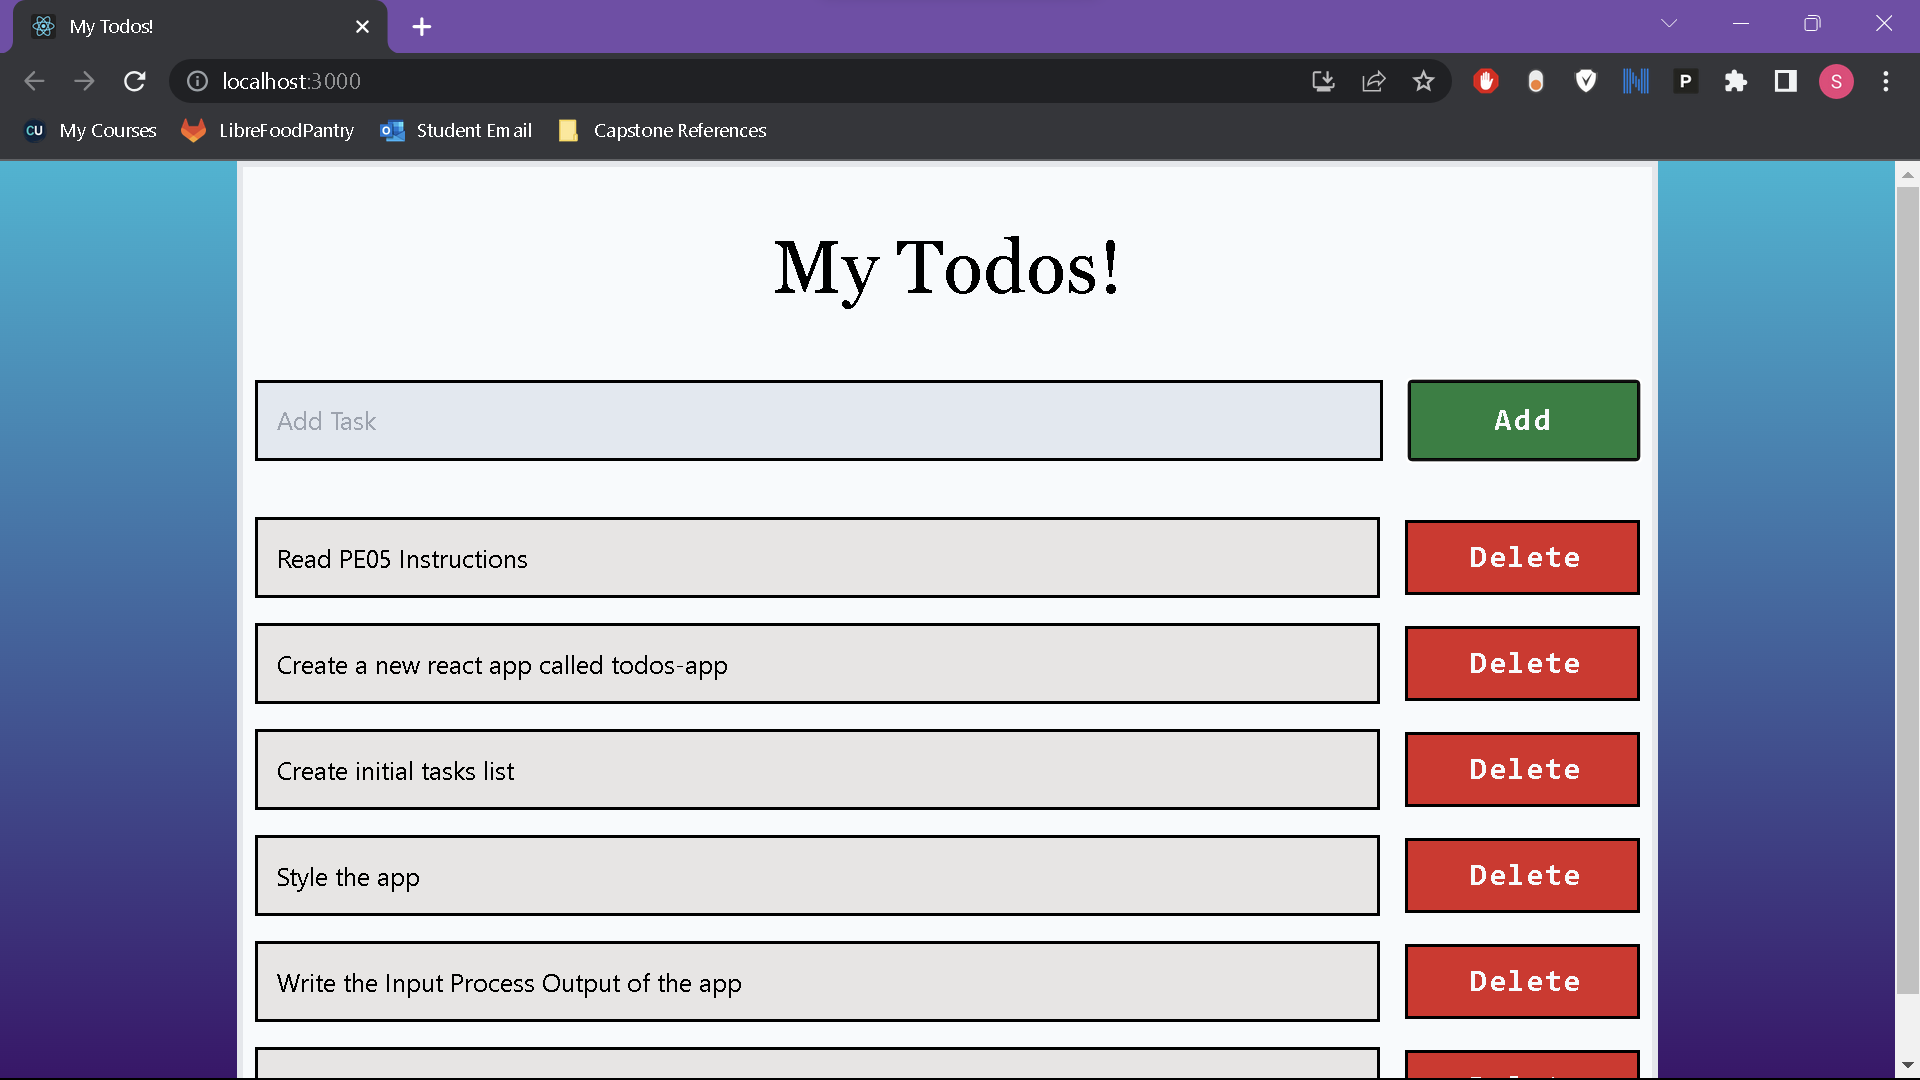 My Todos!
localhost:3000
P
S
CU My Courses LibreFoodPantry Student Email Capstone References
My Todos!
Add Task Add
Read PE05 Instructions Delete
Create a new react app called todos-app Delete
Create initial tasks list Delete
Style the app Delete
Write the Input Process Output of the app Delete